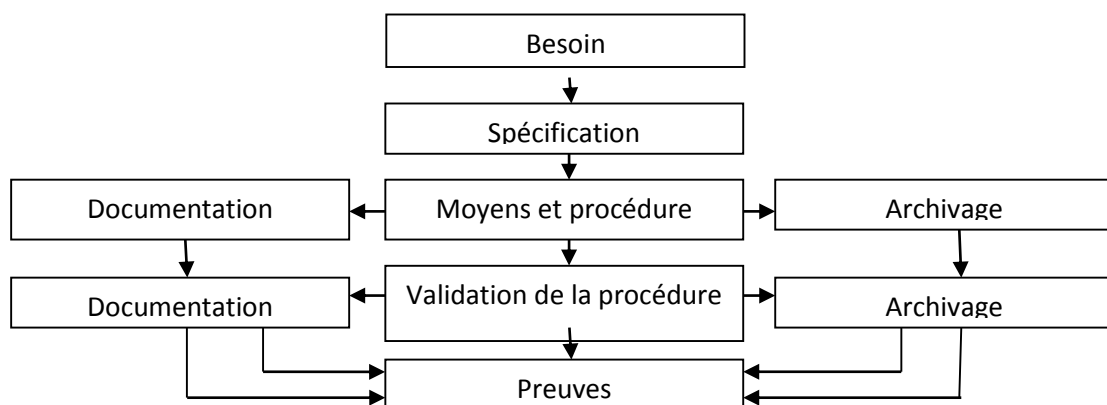 Besoin
Spécification
Documentation
Moyens et procédure
Archivage
Documentation
Validation de la procédure
Archivage
Preuves